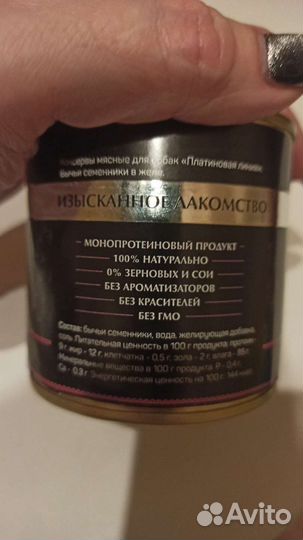 Консервы мясные для собак «Платиновая линия»
Бычьи семенники в желе.
ИЗЫСКАННОЕ ЛАКОМСТВО
МОНОПРОТЕИНОВЫЙ ПРОДУКТ
100% НАТУРАЛЬНО
0% ЗЕРНОВЫХ И СОИ
БЕЗ АРОМАТИЗАТОРОВ
БЕЗ КРАСИТЕЛЕЙ
БЕЗ ГМО
Состав: бычьи семенники, вода, желирующая добавка,
соль. Питательная ценность в 100 г продукта: протеин-
9 г. жир - 12 г. клетчатка - 0,5 г. зола - 2 г. влага - 85 г.
Минеральные вещества в 100 г продукта: Р - 0,4 г.
Са - 0,3 г. Энергетическая ценность на 100 г: 144 ккал
Avito